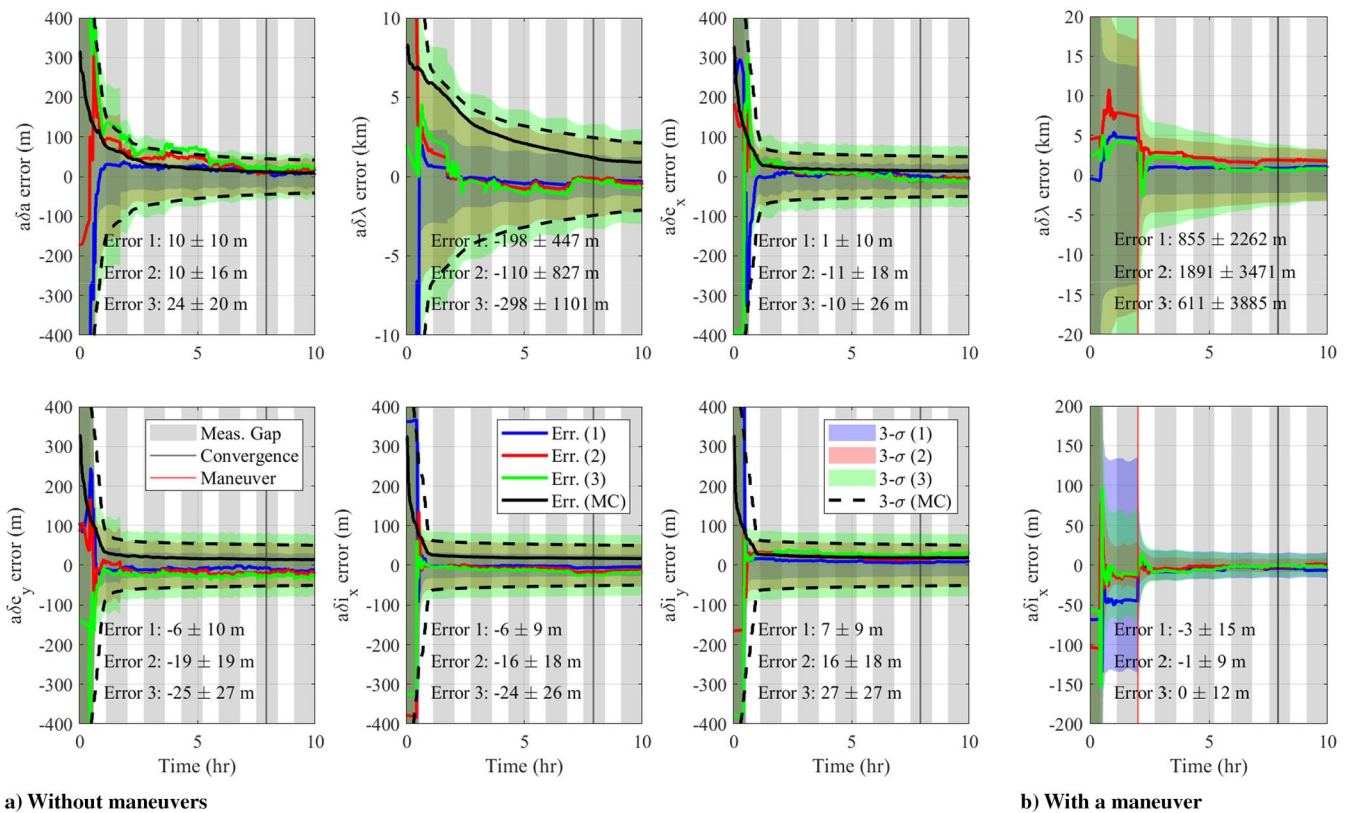 400
300
200
100
0
-100
-200
-300
-400
aδa error (m)
Error 1: 10 ± 10 m
Error 2: 10 ± 16 m
Error 3: 24 ± 20 m
0 5 10
10
5
0
-5
-10
aδλ error (km)
Error 1: -198 ± 447 m
Error 2: -110 ± 827 m
Error 3: -298 ± 1101 m
0 5 10
400
300
200
100
0
-100
-200
-300
-400
aδex error (m)
Error 1: 1 ± 10 m
Error 2: -11 ± 18 m
Error 3: -10 ± 26 m
0 5 10
20
15
10
5
0
-5
-10
-15
-20
aδλ error (km)
Error 1: 855 ± 2262 m
Error 2: 1891 ± 3471 m
Error 3: 611 ± 3885 m
0 5 10
400
300
200
100
0
-100
-200
-300
-400
aδey error (m)
Meas. Gap
Convergence
Maneuver
Error 1: -6 ± 10 m
Error 2: -19 ± 19 m
Error 3: -25 ± 27 m
0 5 10
Time (hr)
400
300
200
100
0
-100
-200
-300
-400
aδix error (m)
Err. (1)
Err. (2)
Err. (3)
Err. (MC)
Error 1: -6 ± 9 m
Error 2: -16 ± 18 m
Error 3: -24 ± 26 m
0 5 10
Time (hr)
400
300
200
100
0
-100
-200
-300
-400
aδiy error (m)
3-σ (1)
3-σ (2)
3-σ (3)
3-σ (MC)
Error 1: 7 ± 9 m
Error 2: 16 ± 18 m
Error 3: 27 ± 27 m
0 5 10
Time (hr)
200
150
100
50
0
-50
-100
-150
-200
aδix error (m)
Error 1: -3 ± 15 m
Error 2: -1 ± 9 m
Error 3: 0 ± 12 m
0 5 10
Time (hr)
a) Without maneuvers
b) With a maneuver